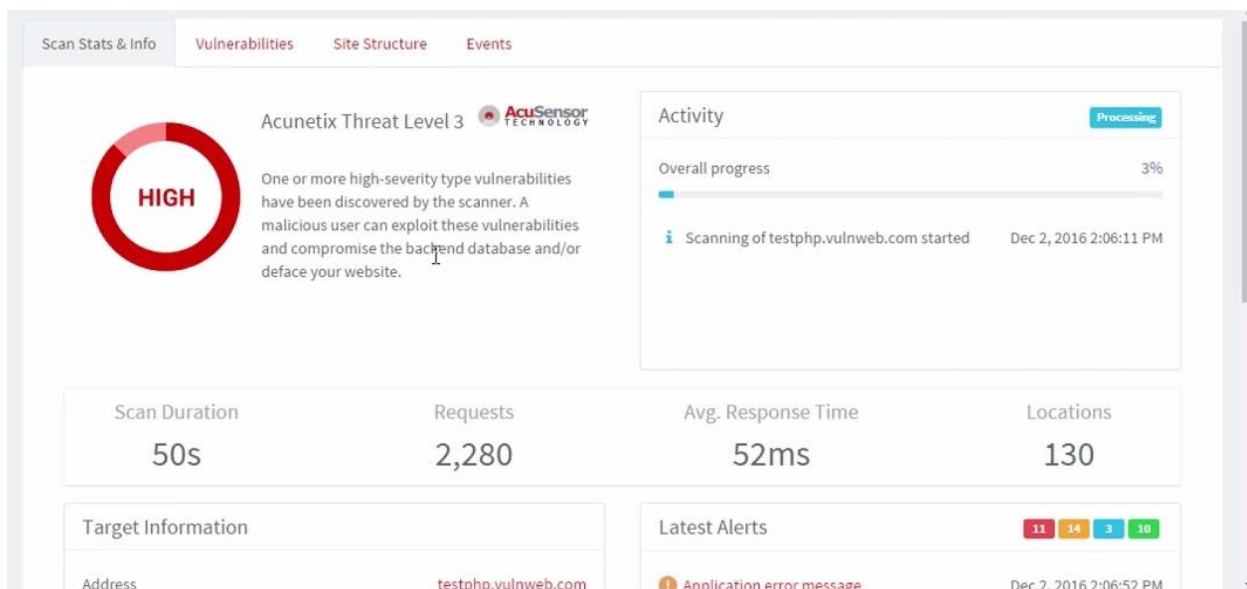 Scan Stats & Info Vulnerabilities Site Structure Events
Acunetix Threat Level 3 AcuSensor TECHNOLOGY
HIGH
One or more high-severity type vulnerabilities
have been discovered by the scanner. A
malicious user can exploit these vulnerabilities
and compromise the backend database and/or
deface your website.
Activity Processing
Overall progress 3%
i Scanning of testphp.vulnweb.com started Dec 2, 2016 2:06:11 PM
Scan Duration Requests Avg. Response Time Locations
50s 2,280 52ms 130
Target Information
Address testphp.vulnweb.com
Latest Alerts 11 14 3 10
Application error message Dec 2, 2016 2:06:52 PM